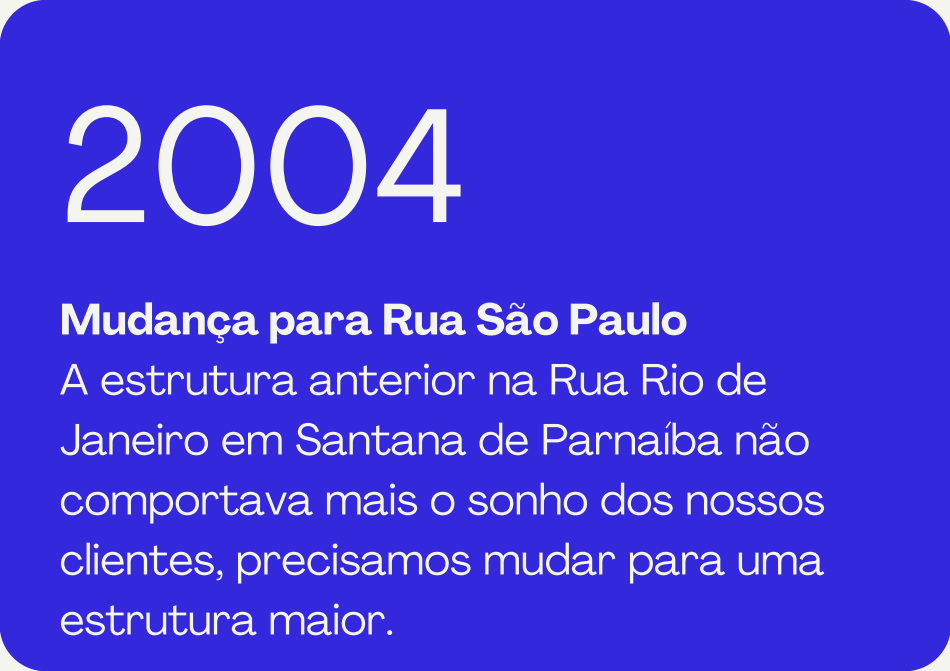 2004
Mudança para Rua São Paulo
A estrutura anterior na Rua Rio de
Janeiro em Santana de Parnaíba não
comportava mais o sonho dos nossos
clientes, precisamos mudar para uma
estrutura maior.